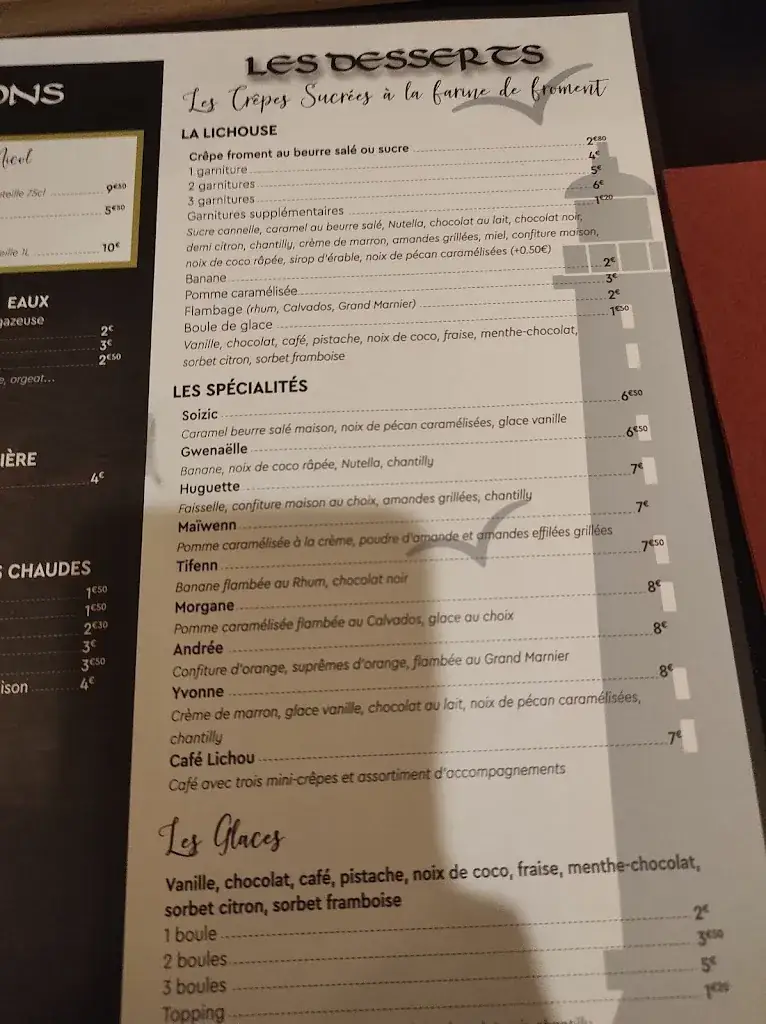 ONS
9€50
5€80
10€
EAUX
gazeuse
2€
3€
2€50
e, orgeat...
IÈRE
4€
CHAUDES
1€50
1€50
2€30
3€
3€50
ison 4€
LES DESSERTS
Les Crêpes Sucrées à la farine de froment
LA LICHOUSE
Crêpe froment au beurre salé ou sucre 2€80
1 garniture 4€
2 garnitures 5€
3 garnitures 6€
Garnitures supplémentaires 1€20
Sucre cannelle, caramel au beurre salé, Nutella, chocolat au lait, chocolat noir,
demi citron, chantilly, crème de marron, amandes grillées, miel, confiture maison,
noix de coco râpée, sirop d'érable, noix de pécan caramélisées (+0.50€)
Banane 2€
Pomme caramélisée 3€
Flambage (rhum, Calvados, Grand Marnier) 2€
Boule de glace 1€50
Vanille, chocolat, café, pistache, noix de coco, fraise, menthe-chocolat,
sorbet citron, sorbet framboise
LES SPÉCIALITÉS
Soizic 6€50
Caramel beurre salé maison, noix de pécan caramélisées, glace vanille
Gwenaëlle 6€50
Banane, noix de coco râpée, Nutella, chantilly
Huguette 7€
Faisselle, confiture maison au choix, amandes grillées, chantilly
Maïwenn 7€
Pomme caramélisée à la crème, poudre d'amande et amandes effilées grillées
Tifenn 7€50
Banane flambée au Rhum, chocolat noir
Morgane 8€
Pomme caramélisée flambée au Calvados, glace au choix
Andrée 8€
Confiture d'orange, suprêmes d'orange, flambée au Grand Marnier
Yvonne 8€
Crème de marron, glace vanille, chocolat au lait, noix de pécan caramélisées,
chantilly
Café Lichou 7€
Café avec trois mini-crêpes et assortiment d'accompagnements
Les Glaces
Vanille, chocolat, café, pistache, noix de coco, fraise, menthe-chocolat,
sorbet citron, sorbet framboise
1 boule 2€
2 boules 3€50
3 boules 5€
Topping 1€20